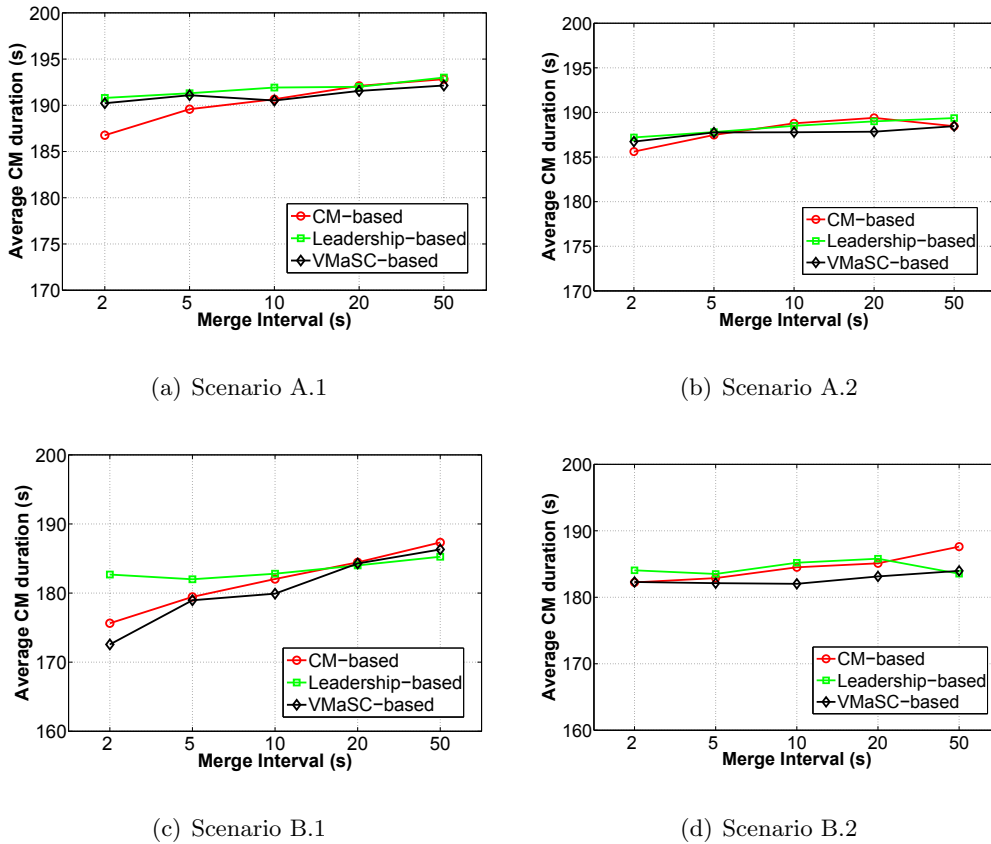 200
195
190
185
180
175
170
Average CM duration (s)
2 5 10 20 50
Merge Interval (s)
CM−based
Leadership−based
VMaSC−based
(a) Scenario A.1
200
195
190
185
180
175
170
Average CM duration (s)
2 5 10 20 50
Merge Interval (s)
CM−based
Leadership−based
VMaSC−based
(b) Scenario A.2
200
190
180
170
160
Average CM duration (s)
2 5 10 20 50
Merge Interval (s)
CM−based
Leadership−based
VMaSC−based
(c) Scenario B.1
200
190
180
170
160
Average CM duration (s)
2 5 10 20 50
Merge Interval (s)
CM−based
Leadership−based
VMaSC−based
(d) Scenario B.2